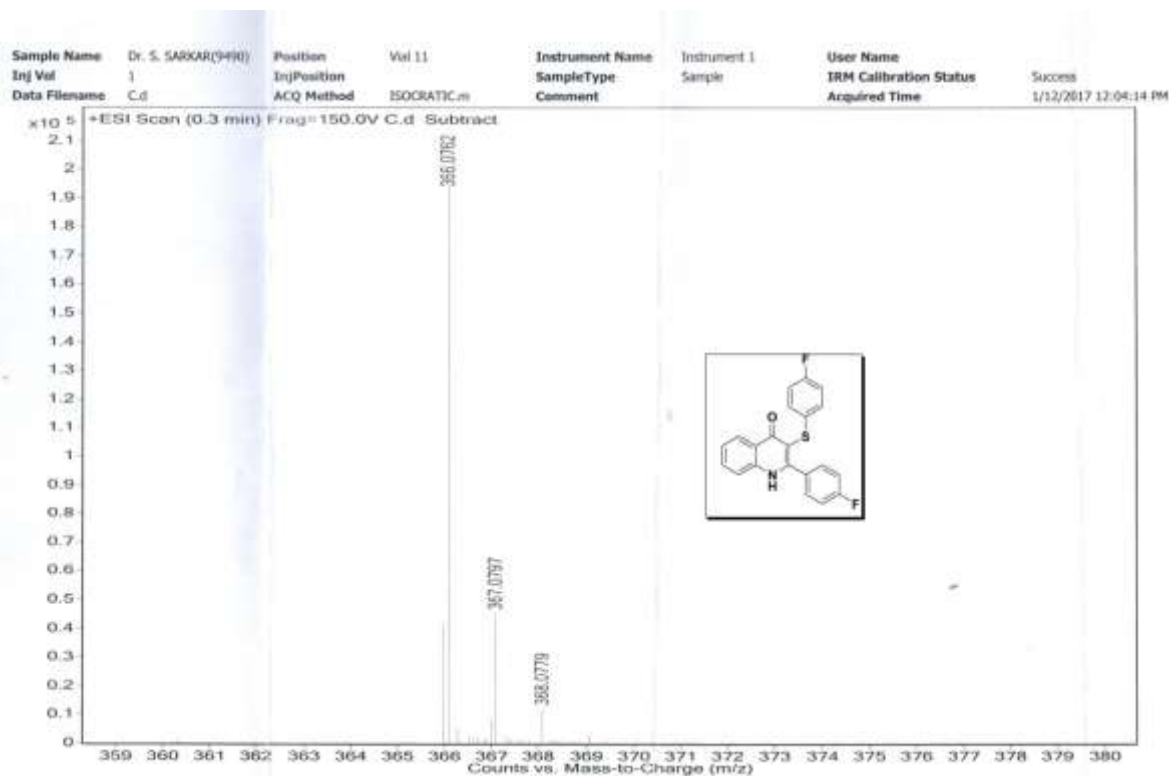 Sample Name Dr. S. SARKAR(9490) Position Vial 11 Instrument Name Instrument 1 User Name
Inj Vol 1 InjPosition SampleType Sample IRM Calibration Status Success
Data Filename C.d ACQ Method ISOCRATIC.m Comment Acquired Time 1/12/2017 12:04:14 PM
x10 5 +ESI Scan (0.3 min) Frag=150.0V C.d Subtract
2.1
366.0762
2
1.9
1.8
1.7
1.6
1.5
1.4
1.3
F
1.2
O
1.1
S
1
0.9
N
H
F
0.8
0.7
0.6
367.0797
0.5
0.4
0.3
368.0779
0.2
0.1
0
359 360 361 362 363 364 365 366 367 368 369 370 371 372 373 374 375 376 377 378 379 380
Counts vs. Mass-to-Charge (m/z)